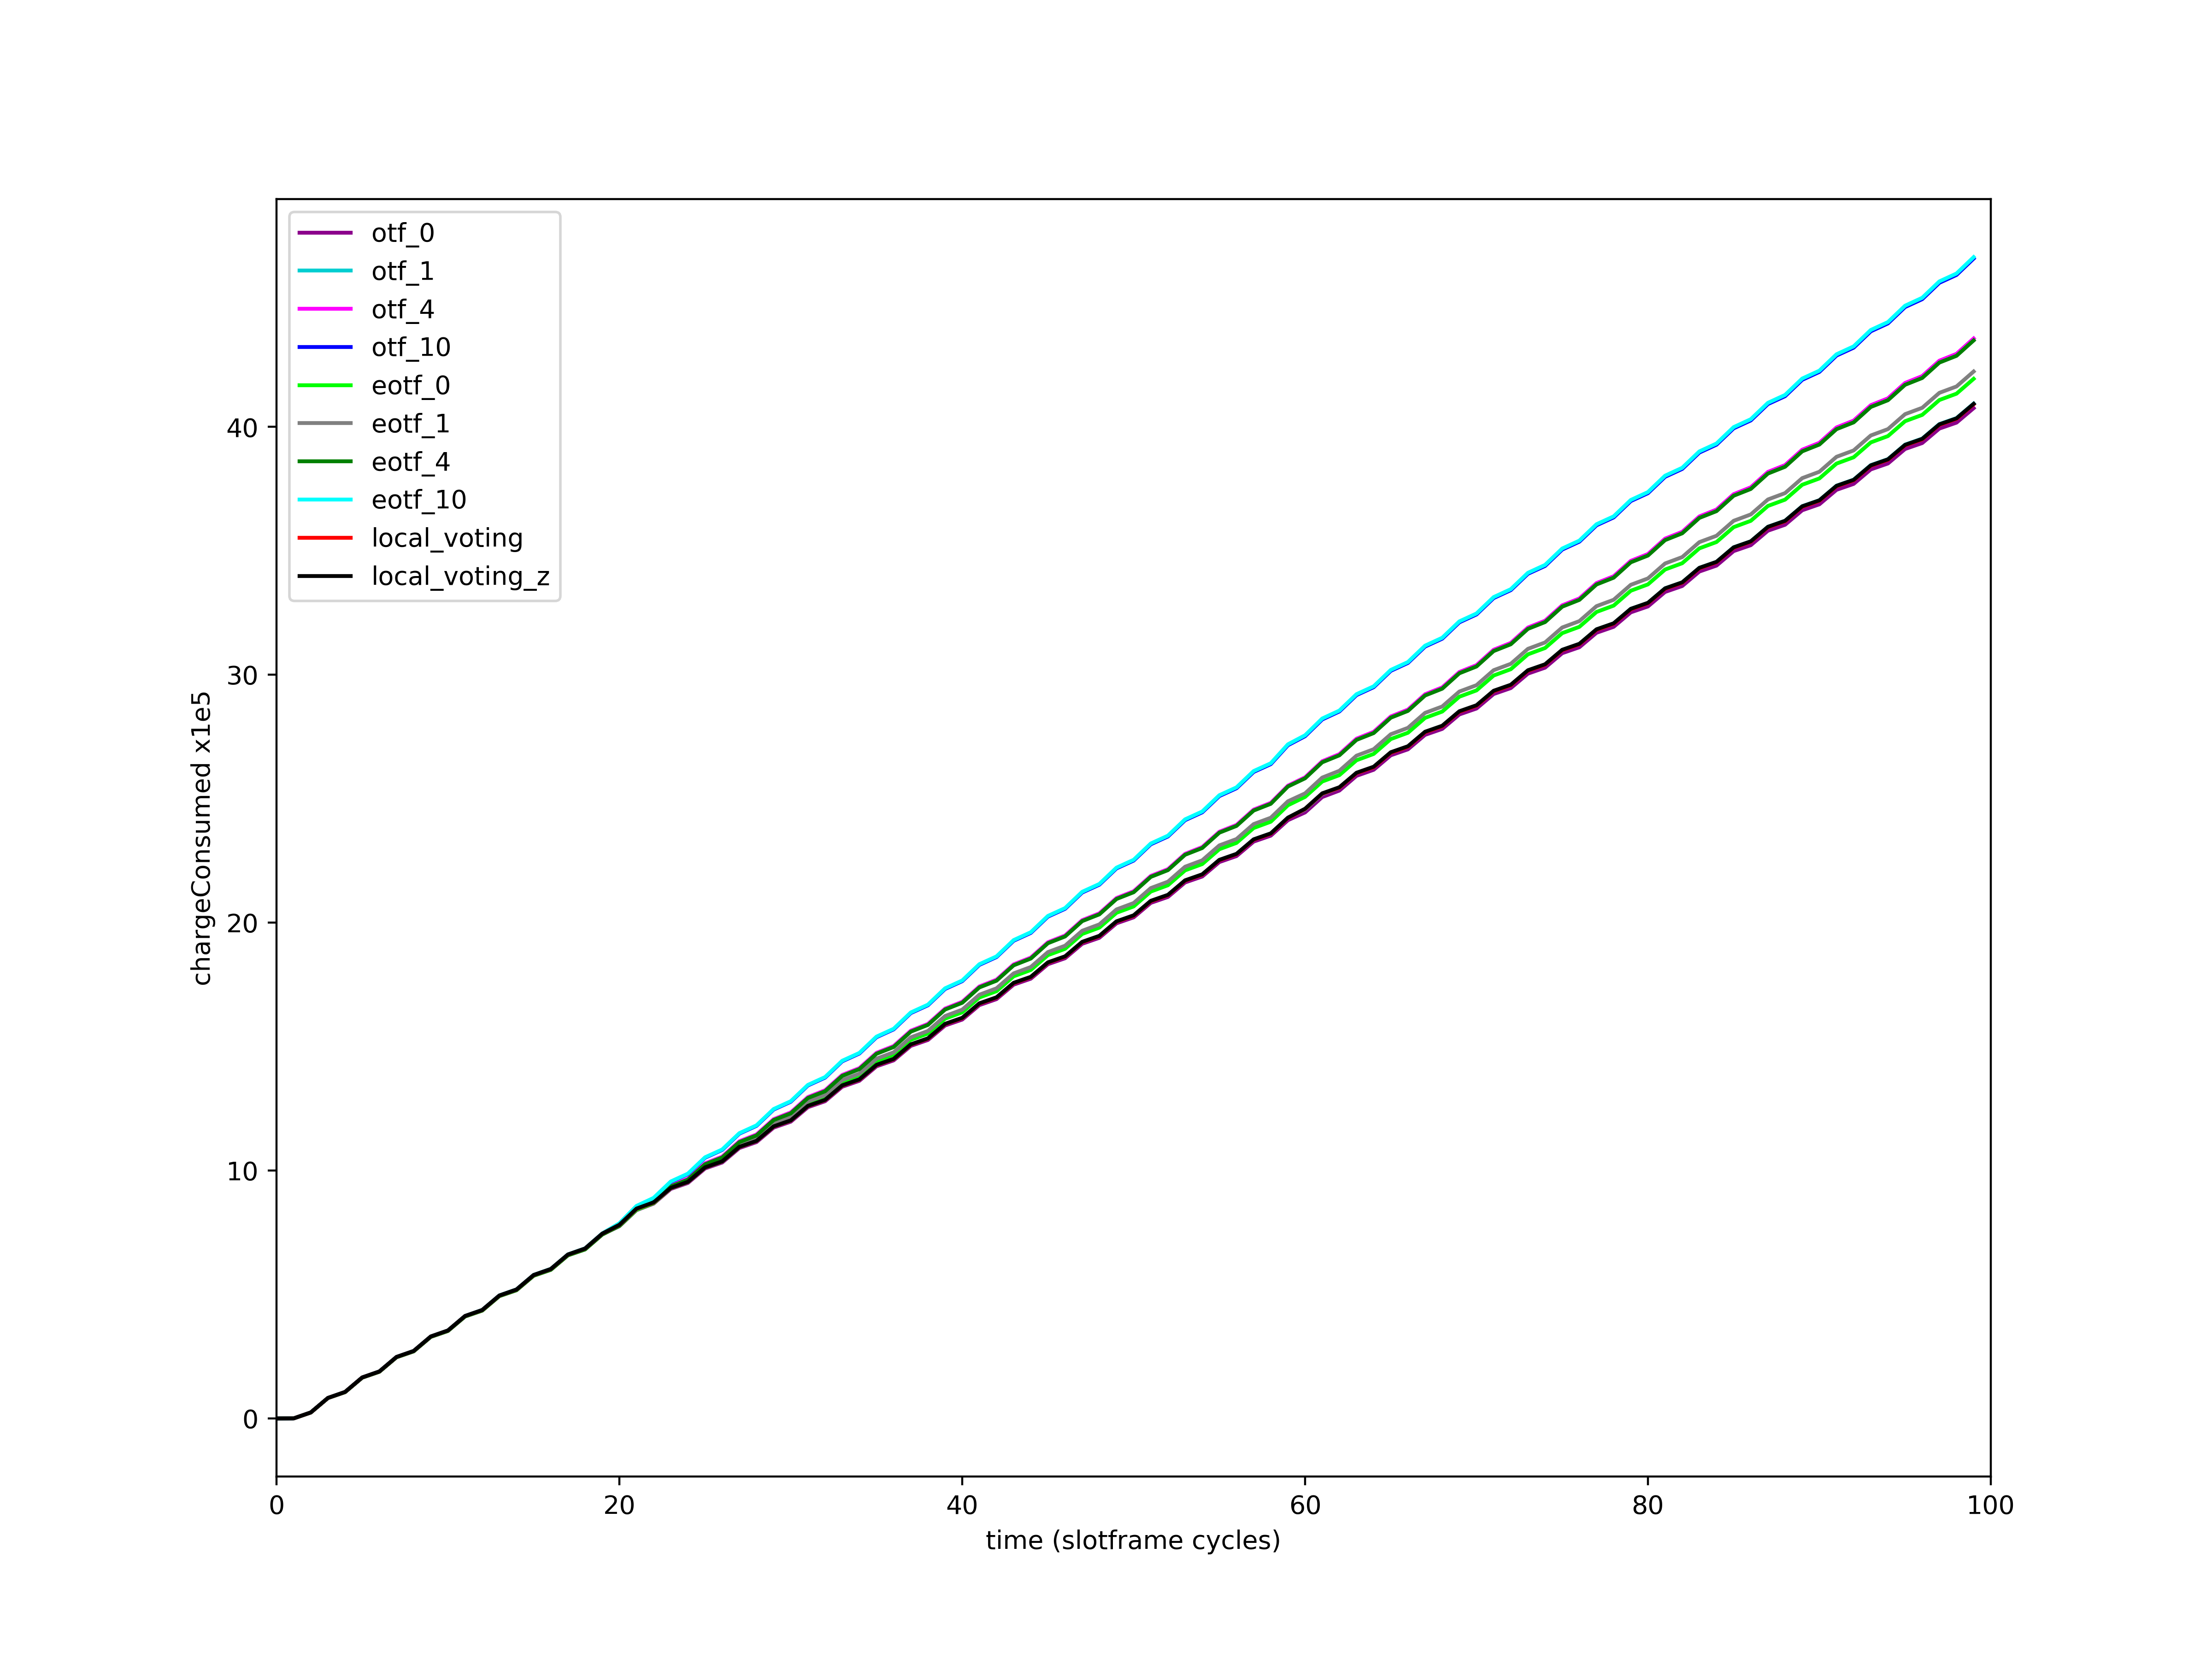 otf_0
otf_1
otf_4
otf_10
eotf_0
eotf_1
eotf_4
eotf_10
local_voting
local_voting_z
chargeConsumed x1e5
40
30
20
10
0
0 20 40 60 80 100
time (slotframe cycles)